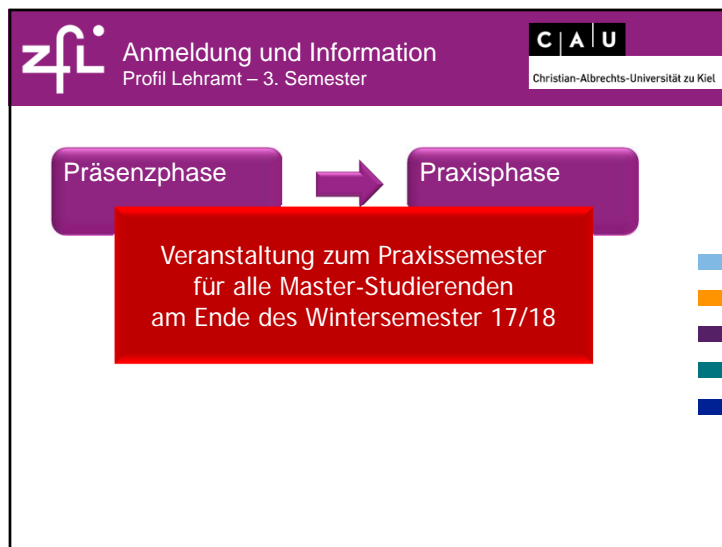 zfL
Anmeldung und Information
Profil Lehramt – 3. Semester
C|A|U
Christian-Albrechts-Universität zu Kiel
Präsenzphase
Praxisphase
Veranstaltung zum Praxissemester
für alle Master-Studierenden
am Ende des Wintersemester 17/18